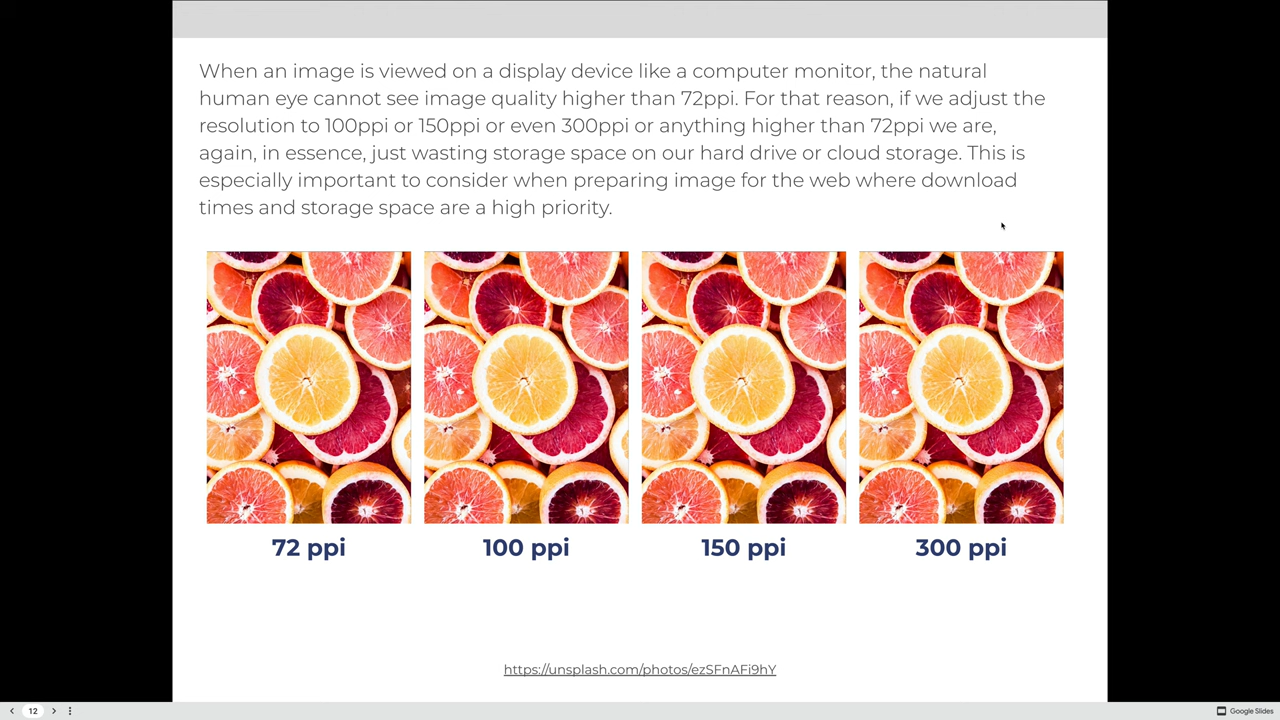 When an image is viewed on a display device like a computer monitor, the natural
human eye cannot see image quality higher than 72ppi. For that reason, if we adjust the
resolution to 100ppi or 150ppi or even 300ppi or anything higher than 72ppi we are,
again, in essence, just wasting storage space on our hard drive or cloud storage. This is
especially important to consider when preparing image for the web where download
times and storage space are a high priority.
72 ppi
100 ppi
150 ppi
300 ppi
https://unsplash.com/photos/ezSFnAFi9hY
12
Google Slides